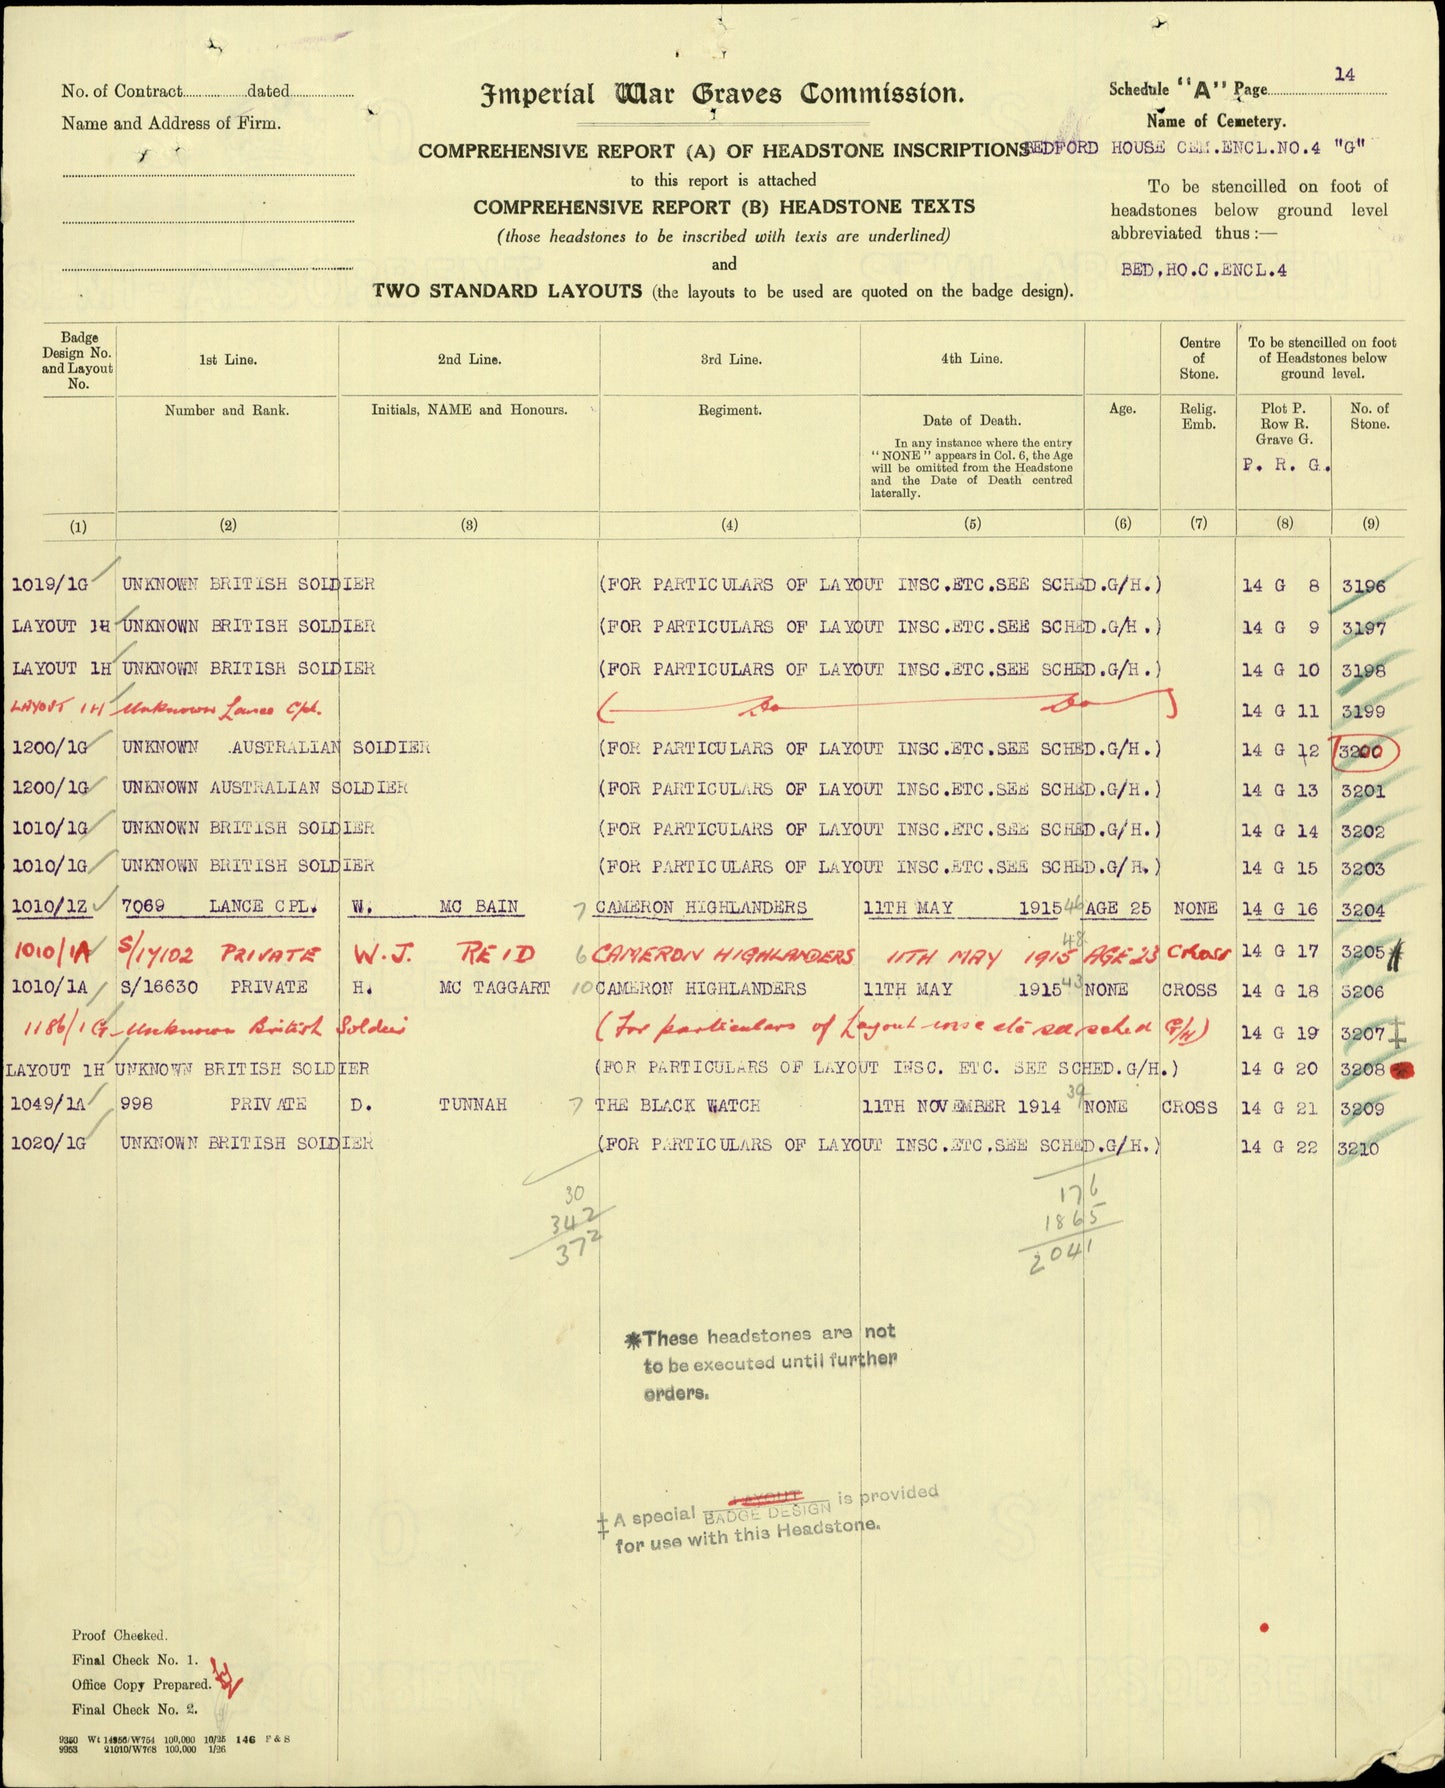 No. of Contract..................dated..................
Name and Address of Firm.
Imperial War Graves Commission.
COMPREHENSIVE REPORT (A) OF HEADSTONE INSCRIPTIONS
to this report is attached
COMPREHENSIVE REPORT (B) HEADSTONE TEXTS
(those headstones to be inscribed with texts are underlined)
and
TWO STANDARD LAYOUTS (the layouts to be used are quoted on the badge design).
Schedule "A" Page 14
Name of Cemetery.
BEDFORD HOUSE CEM.ENCL.NO.4 "G"
To be stencilled on foot of
headstones below ground level
abbreviated thus :—
BED.HO.C.ENCL.4
Badge
Design No.
and Layout
No.
1st Line.
2nd Line.
3rd Line.
4th Line.
Centre
of
Stone.
To be stencilled on foot
of Headstones below
ground level.
Number and Rank.
Initials, NAME and Honours.
Regiment.
Date of Death.
In any instance where the entry
"NONE" appears in Col. 6, the Age
will be omitted from the Headstone
and the Date of Death centred
laterally.
Age.
Relig.
Emb.
Plot P.
Row R.
Grave G.
P. R. G.
No. of
Stone.
(1) (2) (3) (4) (5) (6) (7) (8) (9)
1019/1G UNKNOWN BRITISH SOLDIER (FOR PARTICULARS OF LAYOUT INSC.ETC.SEE SCHED.G/H.) 14 G 8 3196
LAYOUT 1H UNKNOWN BRITISH SOLDIER (FOR PARTICULARS OF LAYOUT INSC.ETC.SEE SCHED.G/H.) 14 G 9 3197
LAYOUT 1H UNKNOWN BRITISH SOLDIER (FOR PARTICULARS OF LAYOUT INSC.ETC.SEE SCHED.G/H.) 14 G 10 3198
LAYOUT 1H Unknown Lance Cpl. ( Do Do ) 14 G 11 3199
1200/1G UNKNOWN AUSTRALIAN SOLDIER (FOR PARTICULARS OF LAYOUT INSC.ETC.SEE SCHED.G/H.) 14 G 12 3200
1200/1G UNKNOWN AUSTRALIAN SOLDIER (FOR PARTICULARS OF LAYOUT INSC.ETC.SEE SCHED.G/H.) 14 G 13 3201
1010/1G UNKNOWN BRITISH SOLDIER (FOR PARTICULARS OF LAYOUT INSC.ETC.SEE SCHED.G/H.) 14 G 14 3202
1010/1G UNKNOWN BRITISH SOLDIER (FOR PARTICULARS OF LAYOUT INSC.ETC.SEE SCHED.G/H.) 14 G 15 3203
1010/1Z 7069 LANCE CPL. W. MC BAIN 7 CAMERON HIGHLANDERS 11TH MAY 1915 46 AGE 25 NONE 14 G 16 3204
1010/1A S/17102 PRIVATE W.J. REID 6 CAMERON HIGHLANDERS 11TH MAY 1915 48 AGE 23 CROSS 14 G 17 3205*
1010/1A S/16630 PRIVATE H. MC TAGGART 10 CAMERON HIGHLANDERS 11TH MAY 1915 43 NONE CROSS 14 G 18 3206
1186/1G Unknown British Soldier (For particulars of Layout insc etc see sched G/H) 14 G 19 3207‡
LAYOUT 1H UNKNOWN BRITISH SOLDIER (FOR PARTICULARS OF LAYOUT INSC. ETC. SEE SCHED.G/H.) 14 G 20 3208
1049/1A 998 PRIVATE D. TUNNAH 7 THE BLACK WATCH 11TH NOVEMBER 1914 39 NONE CROSS 14 G 21 3209
1020/1G UNKNOWN BRITISH SOLDIER (FOR PARTICULARS OF LAYOUT INSC.ETC.SEE SCHED.G/H.) 14 G 22 3210
30 176
342 1865
372 2041
*These headstones are not
to be executed until further
orders.
LAYOUT
‡ A special BADGE DESIGN is provided
for use with this Headstone.
Proof Checked.
Final Check No. 1.
Office Copy Prepared.
Final Check No. 2.
9350 Wt 14956/W754 100,000 10/25 146 F & S
9953 21010/W768 100,000 1/26